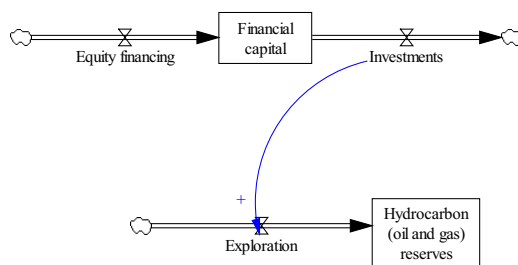 Financial
capital
Equity financing
Investments
+
Exploration
Hydrocarbon
(oil and gas)
reserves